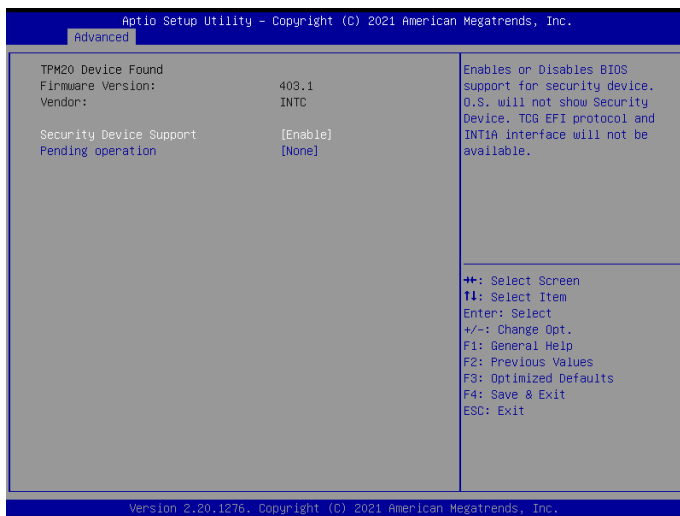 Aptio Setup Utility – Copyright (C) 2021 American Megatrends, Inc.
Advanced
TPM20 Device Found
Firmware Version: 403.1
Vendor: INTC
Security Device Support [Enable]
Pending operation [None]
Enables or Disables BIOS
support for security device.
O.S. will not show Security
Device. TCG EFI protocol and
INT1A interface will not be
available.
→←: Select Screen
↑↓: Select Item
Enter: Select
+/-: Change Opt.
F1: General Help
F2: Previous Values
F3: Optimized Defaults
F4: Save & Exit
ESC: Exit
Version 2.20.1276. Copyright (C) 2021 American Megatrends, Inc.